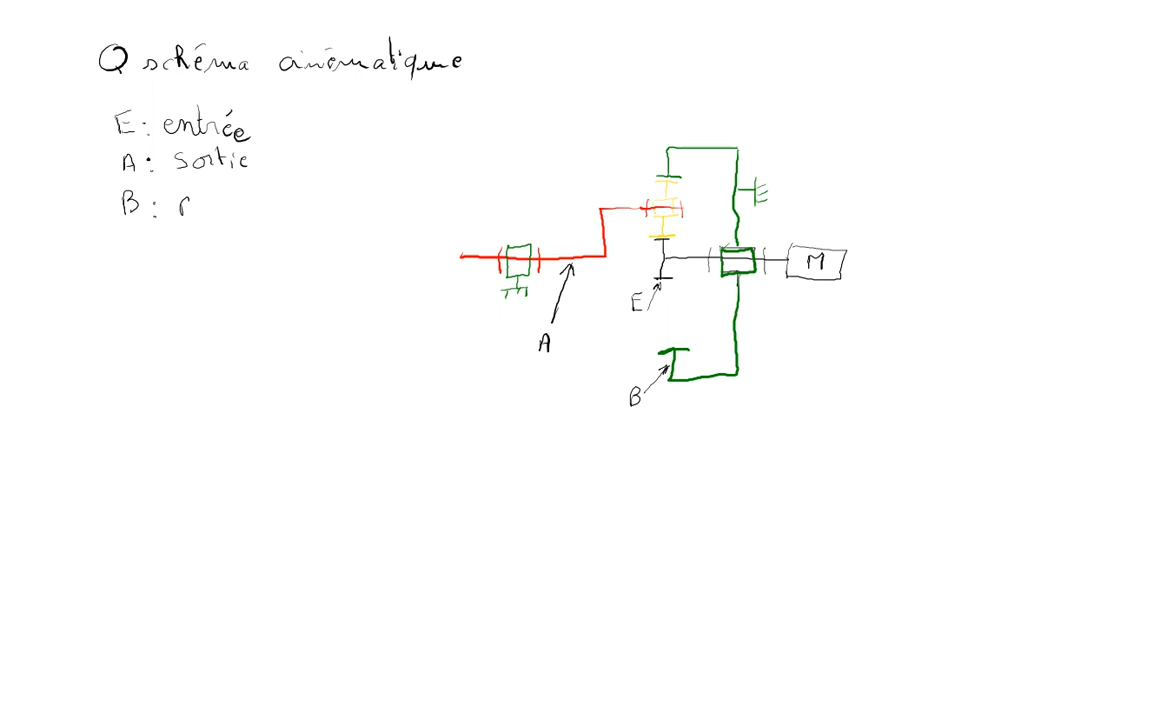 Q schéma cinématique
E: entrée
A: Sortie
B: r
M
E
A
B